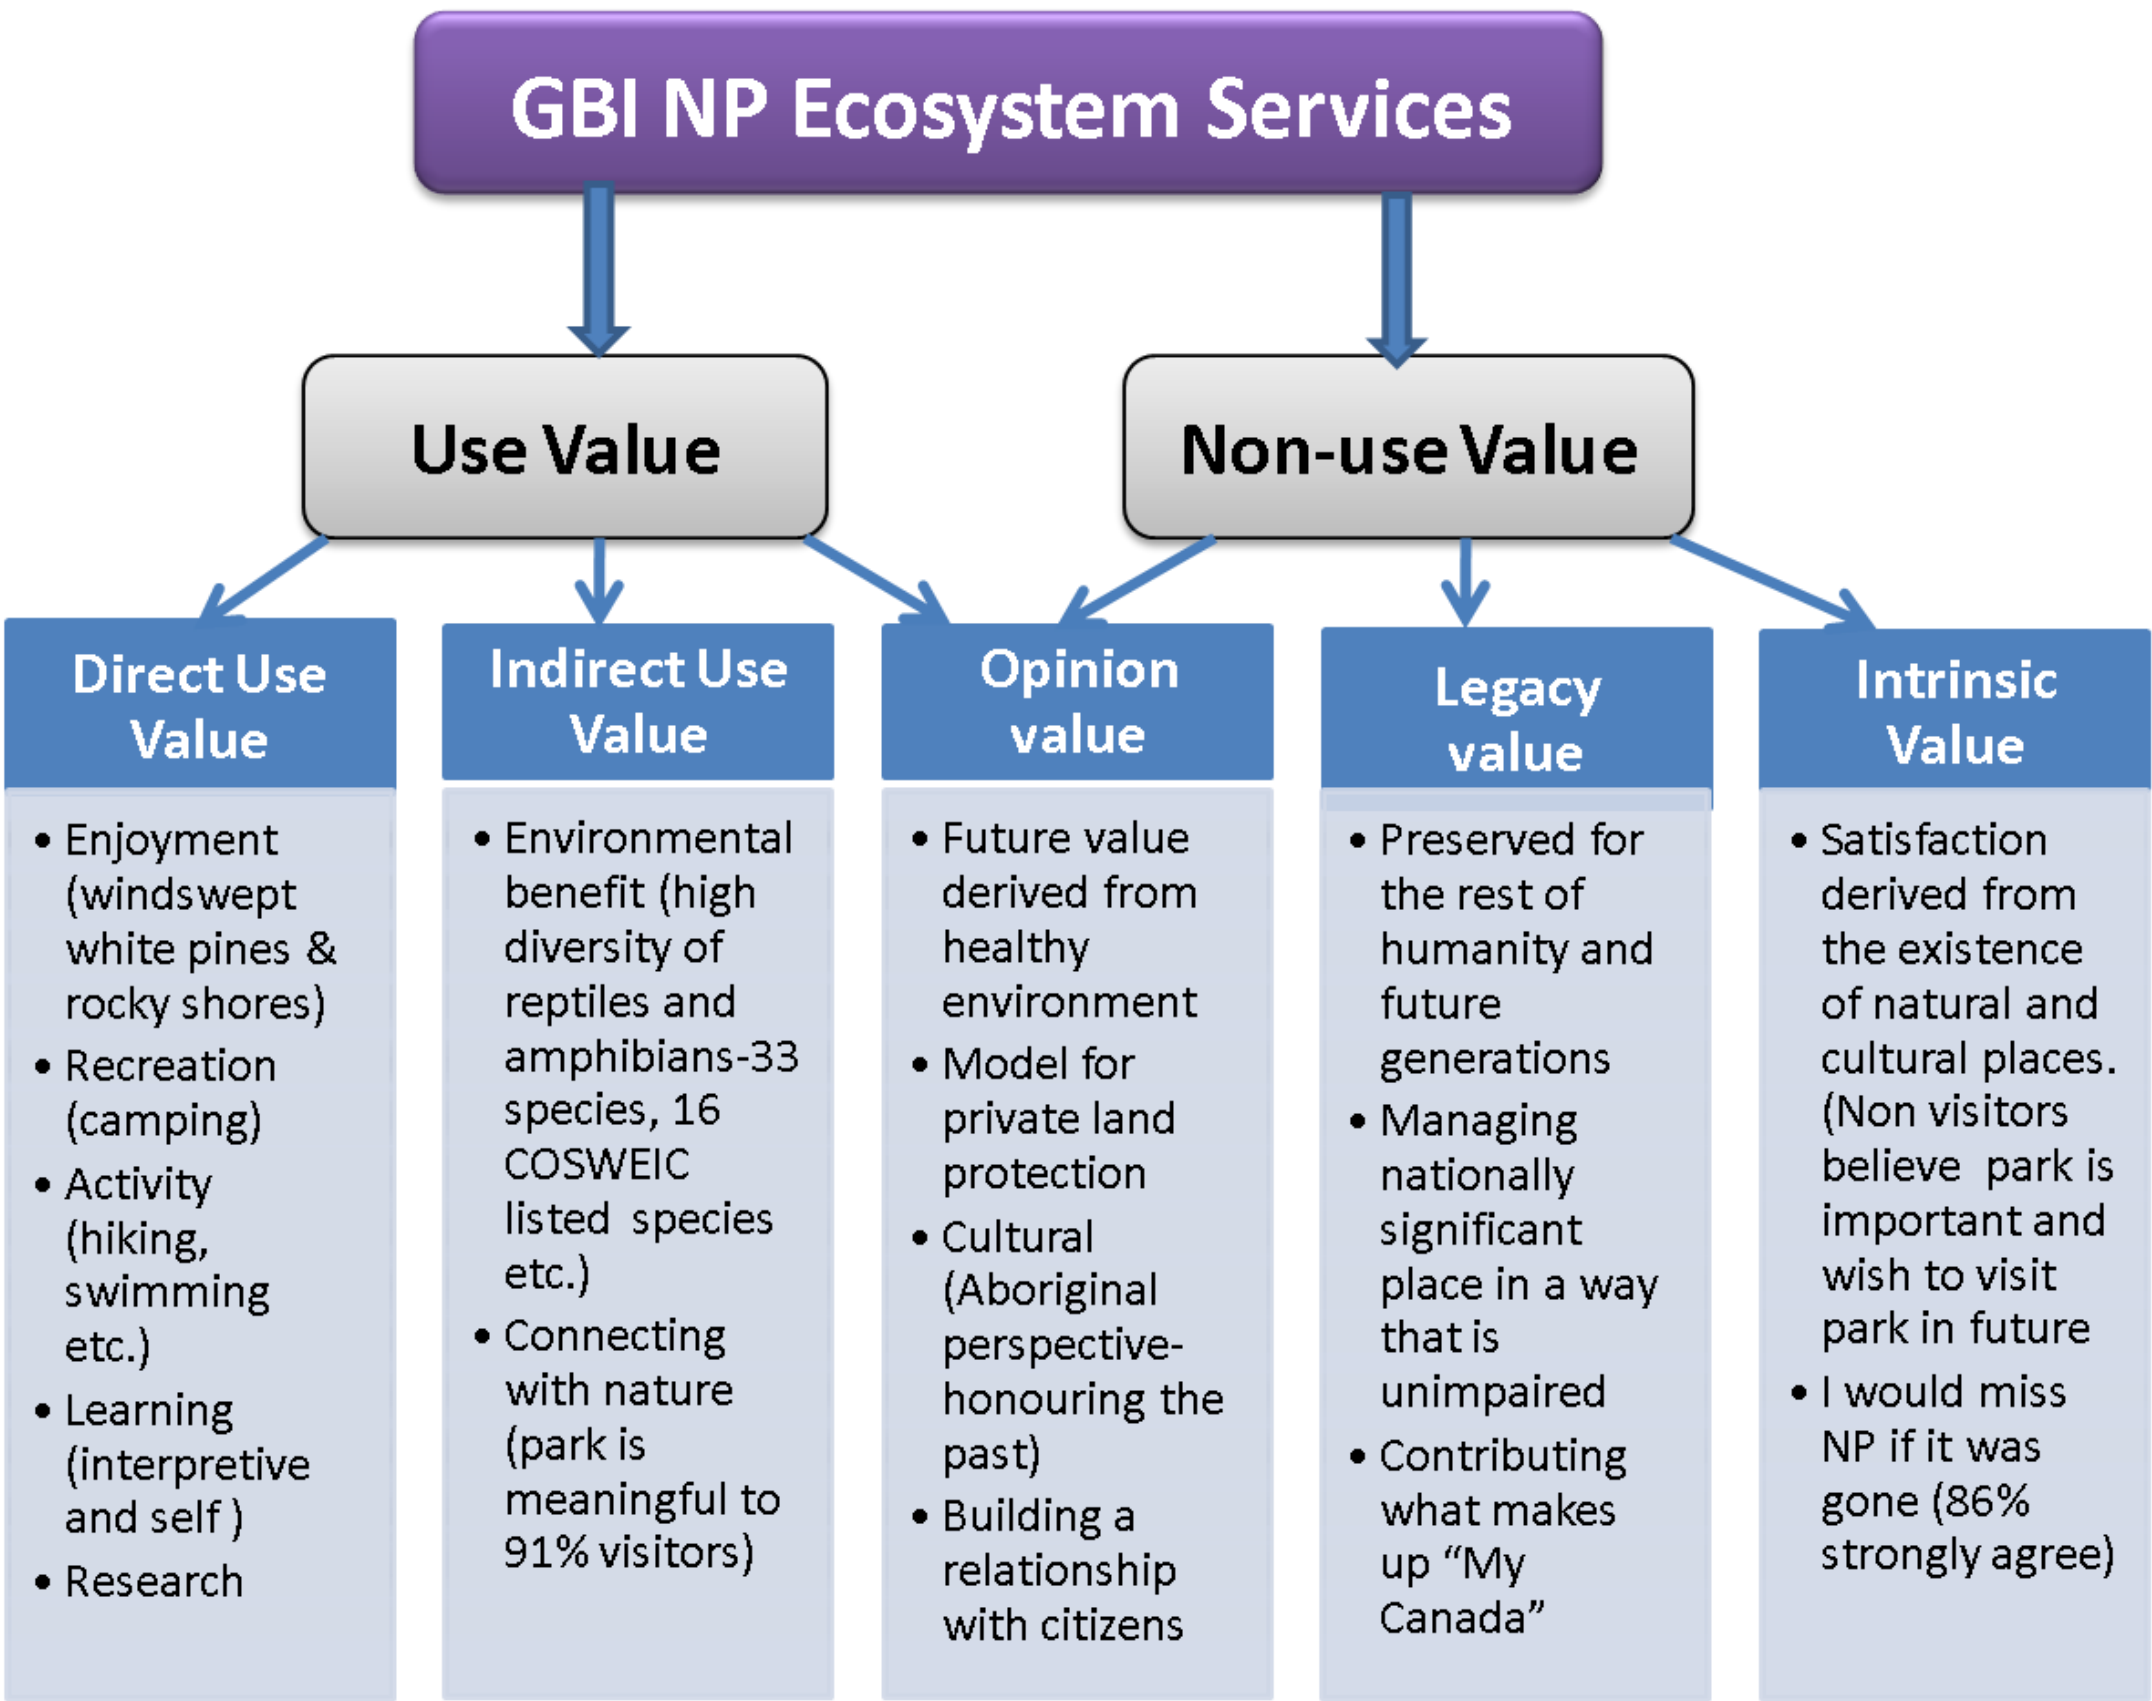 GBI NP Ecosystem Services
Use Value
Non-use Value
Direct Use
Value
• Enjoyment
(windswept
white pines &
rocky shores)
• Recreation
(camping)
• Activity
(hiking,
swimming
etc.)
• Learning
(interpretive
and self )
• Research
Indirect Use
Value
• Environmental
benefit (high
diversity of
reptiles and
amphibians-33
species, 16
COSWEIC
listed species
etc.)
• Connecting
with nature
(park is
meaningful to
91% visitors)
Opinion
value
• Future value
derived from
healthy
environment
• Model for
private land
protection
• Cultural
(Aboriginal
perspective-
honouring the
past)
• Building a
relationship
with citizens
Legacy
value
• Preserved for
the rest of
humanity and
future
generations
• Managing
nationally
significant
place in a way
that is
unimpaired
• Contributing
what makes
up “My
Canada”
Intrinsic
Value
• Satisfaction
derived from
the existence
of natural and
cultural places.
(Non visitors
believe park is
important and
wish to visit
park in future
• I would miss
NP if it was
gone (86%
strongly agree)